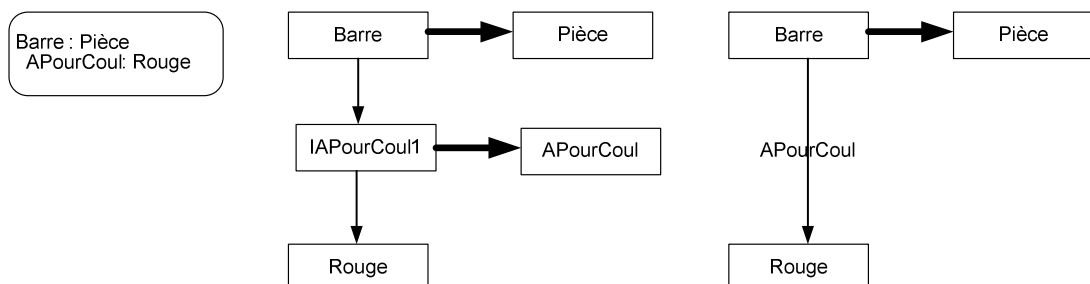 Barre : Pièce
APourCoul: Rouge
Barre
Pièce
IAPourCoul1
APourCoul
Rouge
Barre
Pièce
APourCoul
Rouge